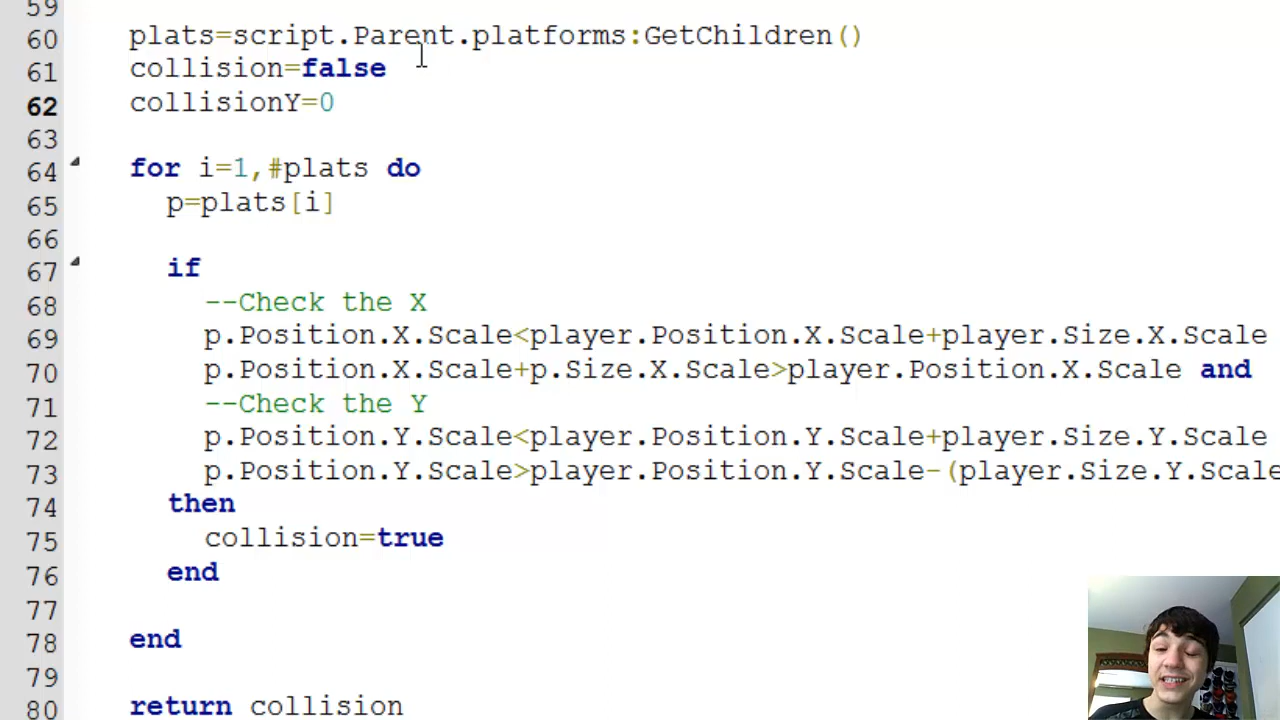 59
60 plats=script.Parent.platforms:GetChildren()
61 collision=false
62 collisionY=0
63
64 for i=1,#plats do
65 p=plats[i]
66
67 if
68 --Check the X
69 p.Position.X.Scale<player.Position.X.Scale+player.Size.X.Scale
70 p.Position.X.Scale+p.Size.X.Scale>player.Position.X.Scale and
71 --Check the Y
72 p.Position.Y.Scale<player.Position.Y.Scale+player.Size.Y.Scale
73 p.Position.Y.Scale>player.Position.Y.Scale-(player.Size.Y.Scale
74 then
75 collision=true
76 end
77
78 end
79
80 return collision